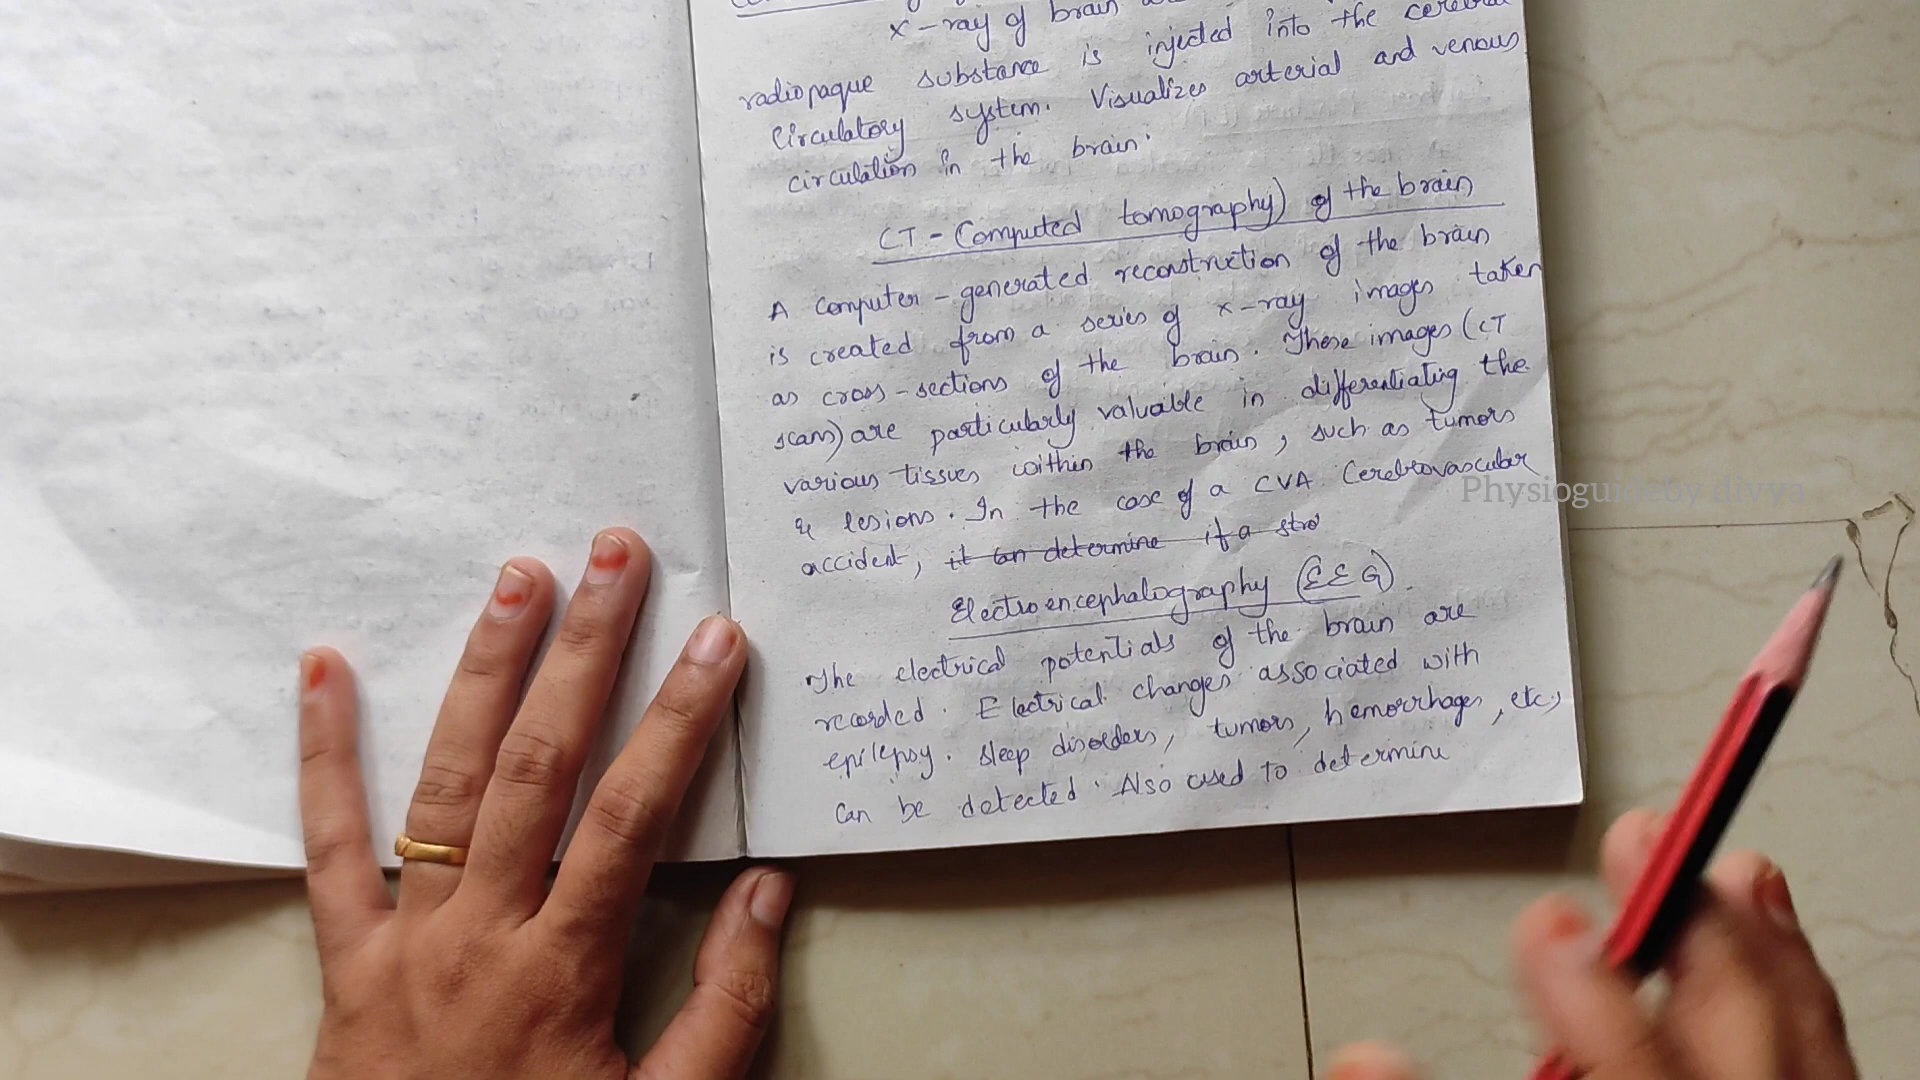 x-ray of brain
radiopaque substance is injected into the cerebral
circulatory system. Visualizes arterial and venous
circulation in the brain.
CT - Computed tomography) of the brain
A computer-generated reconstruction of the brain
is created from a series of x-ray images taken
as cross-sections of the brain. These images (CT
scan) are particularly valuable in differentiating the
various tissues within the brain, such as tumors
& lesions. In the case of a CVA Cerebrovascular
accident, it can determine if a stro
Electroencephalography (EEG).
The electrical potentials of the brain are
recorded. Electrical changes associated with
epilepsy. Sleep disorders, tumors, hemorrhages, etc,
can be detected. Also used to determine
Physioguide by divya